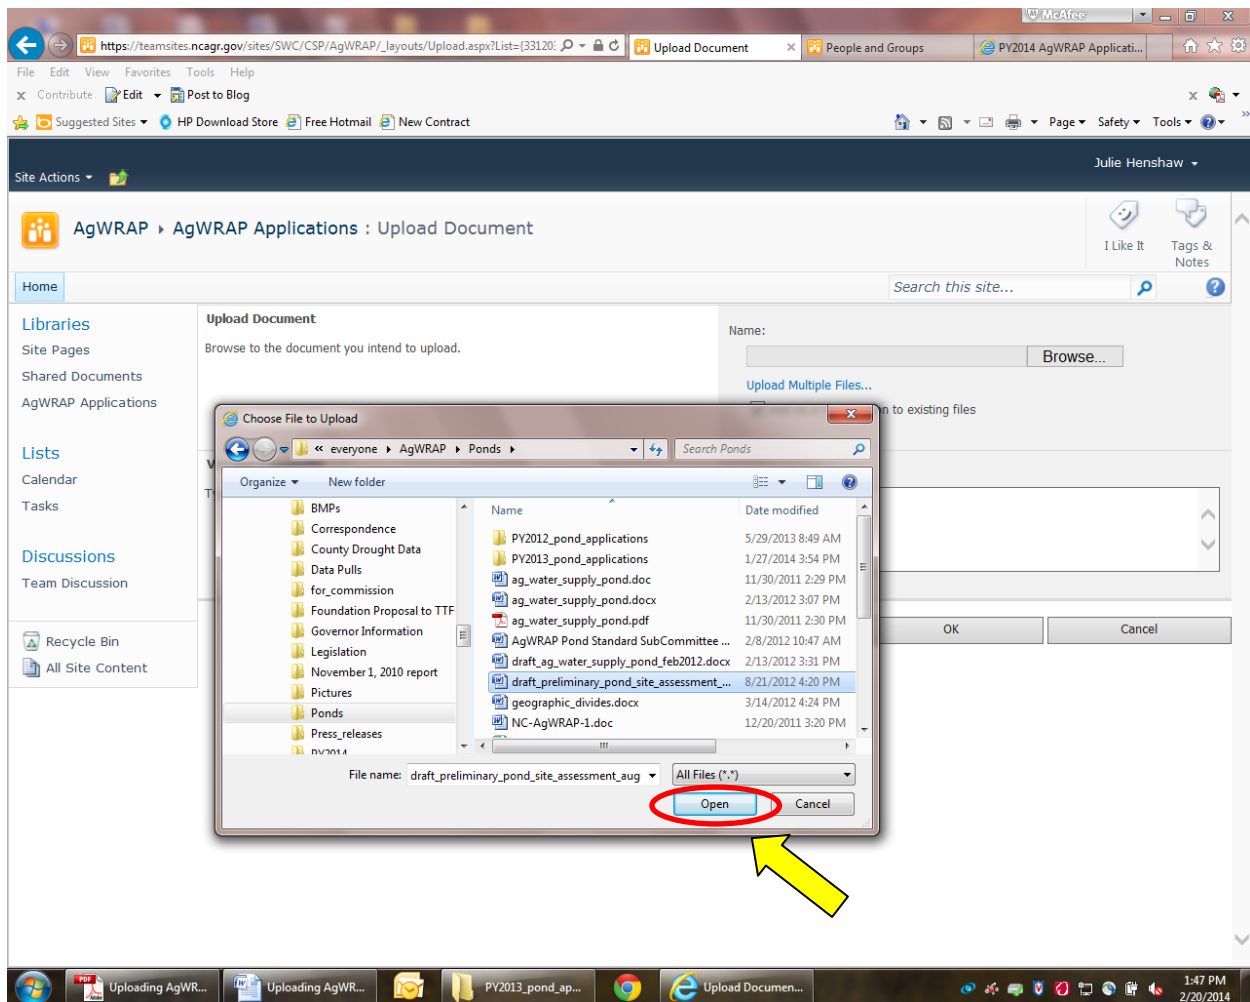 McAfee
https://teamsites.ncagr.gov/sites/SWC/CSP/AgWRAP/_layouts/Upload.aspx?List={33120: Upload Document People and Groups PY2014 AgWRAP Applicati...
File Edit View Favorites Tools Help
x Contribute Edit Post to Blog x
Suggested Sites HP Download Store Free Hotmail New Contract Page Safety Tools »
Julie Henshaw
Site Actions
AgWRAP AgWRAP Applications : Upload Document
I Like It Tags & Notes
Home Search this site...
Libraries
Site Pages
Shared Documents
AgWRAP Applications
Lists
Calendar
Tasks
Discussions
Team Discussion
Recycle Bin
All Site Content
Upload Document
Browse to the document you intend to upload.
Name:
Browse...
Upload Multiple Files...
n to existing files
OK Cancel
Choose File to Upload
« everyone AgWRAP Ponds Search Ponds
Organize New folder
BMPs
Correspondence
County Drought Data
Data Pulls
for_commission
Foundation Proposal to TTF
Governor Information
Legislation
November 1, 2010 report
Pictures
Ponds
Press_releases
PY2014
Name Date modified
PY2012_pond_applications 5/29/2013 8:49 AM
PY2013_pond_applications 1/27/2014 3:54 PM
ag_water_supply_pond.doc 11/30/2011 2:29 PM
ag_water_supply_pond.docx 2/13/2012 3:07 PM
ag_water_supply_pond.pdf 11/30/2011 2:30 PM
AgWRAP Pond Standard SubCommittee ... 2/8/2012 10:47 AM
draft_ag_water_supply_pond_feb2012.docx 2/13/2012 3:31 PM
draft_preliminary_pond_site_assessment_... 8/21/2012 4:20 PM
geographic_divides.docx 3/14/2012 4:24 PM
NC-AgWRAP-1.doc 12/20/2011 3:20 PM
File name: draft_preliminary_pond_site_assessment_aug All Files (*.*)
Open Cancel
Uploading AgWR... Uploading AgWR... PY2013_pond_ap... Upload Documen... 1:47 PM
2/20/2014